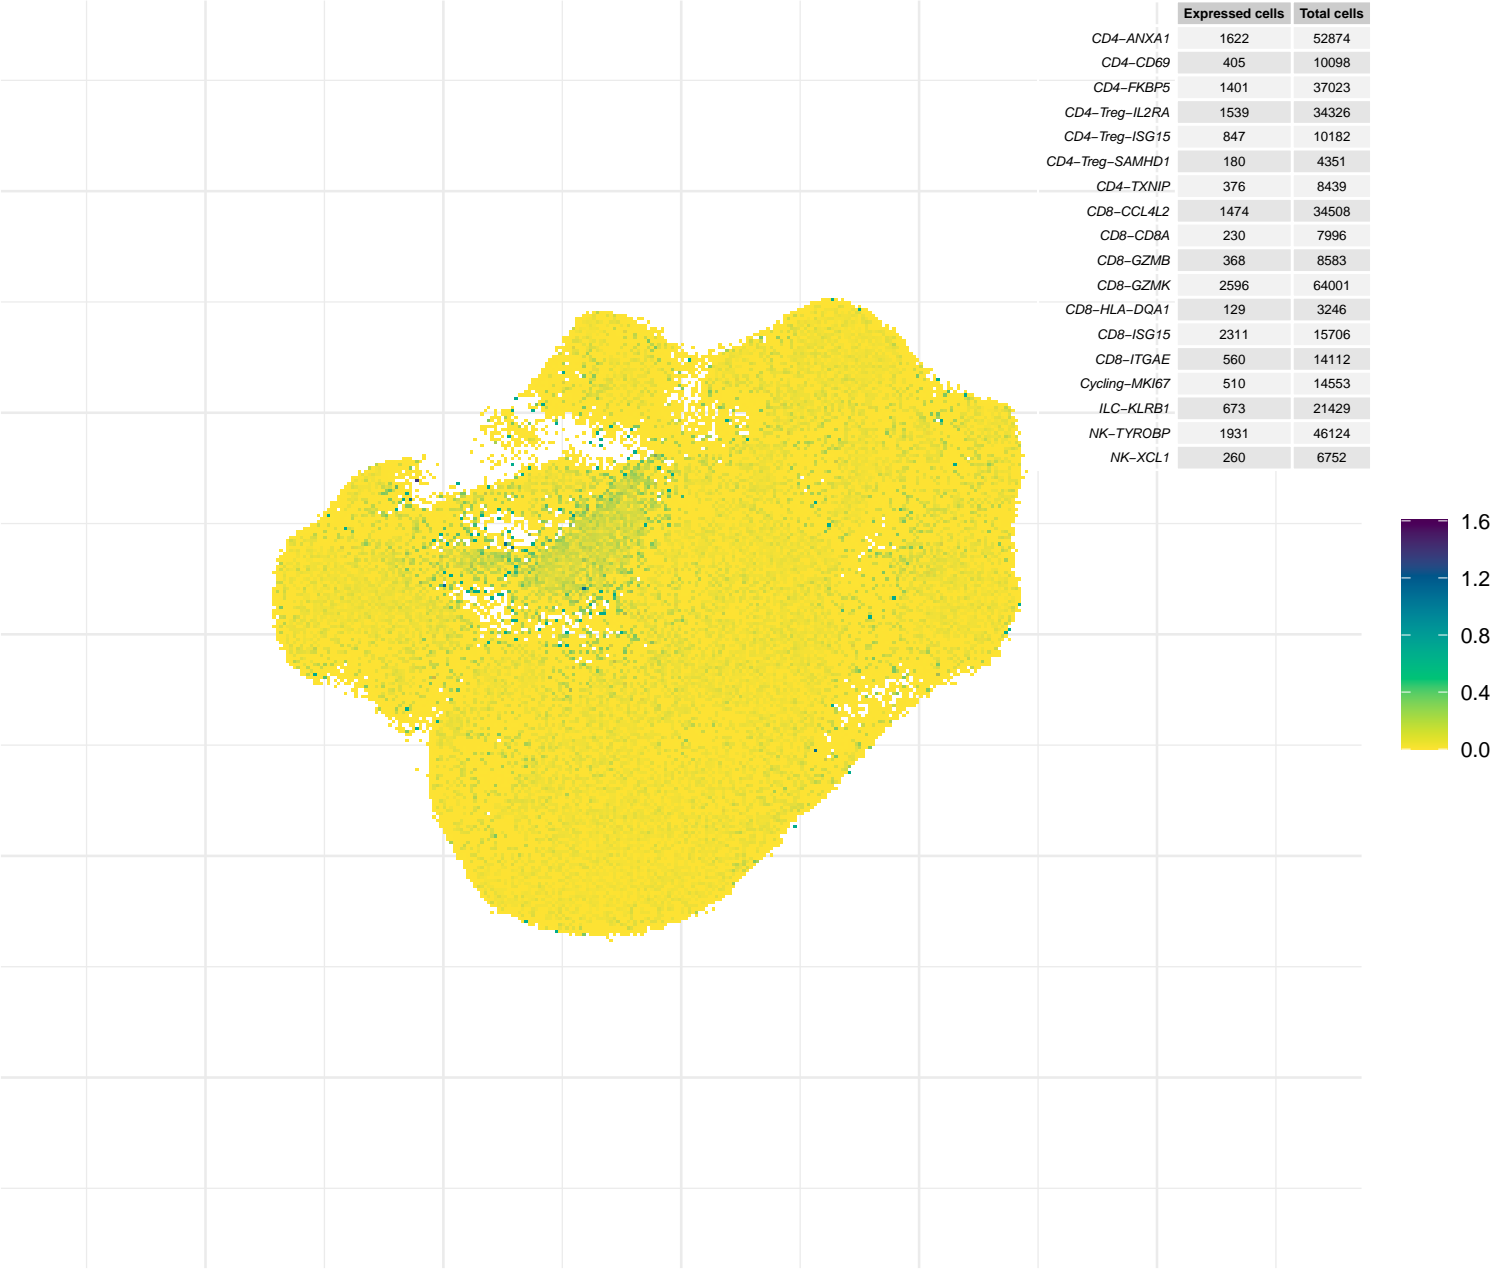 Expressed cells Total cells
CD4−ANXA1 1622 52874
CD4−CD69 405 10098
CD4−FKBP5 1401 37023
CD4−Treg−IL2RA 1539 34326
CD4−Treg−ISG15 847 10182
CD4−Treg−SAMHD1 180 4351
CD4−TXNIP 376 8439
CD8−CCL4L2 1474 34508
CD8−CD8A 230 7996
CD8−GZMB 368 8583
CD8−GZMK 2596 64001
CD8−HLA−DQA1 129 3246
CD8−ISG15 2311 15706
CD8−ITGAE 560 14112
Cycling−MKI67 510 14553
ILC−KLRB1 673 21429
NK−TYROBP 1931 46124
NK−XCL1 260 6752
1.6
1.2
0.8
0.4
0.0